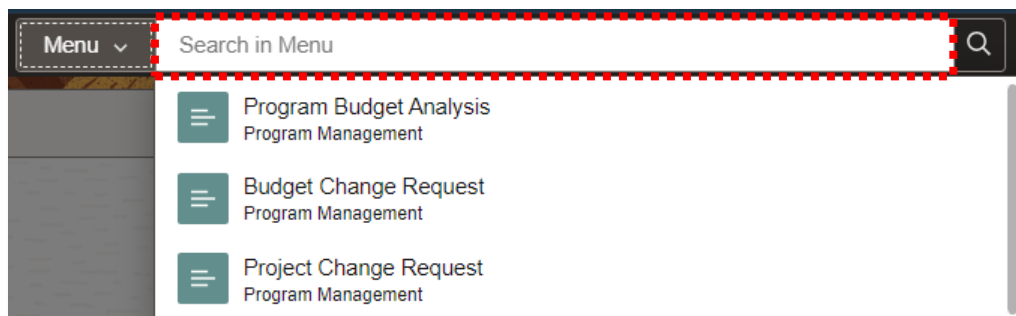 Menu
Search in Menu
Program Budget Analysis
Program Management
Budget Change Request
Program Management
Project Change Request
Program Management